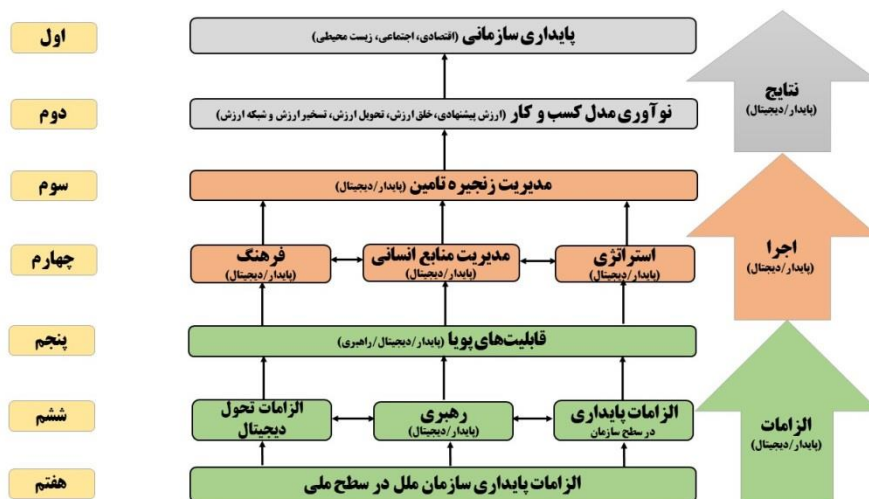 اول
پایداری سازمانی (اقتصادی، اجتماعی، زیست محیطی)
نتایج
(پایدار/دیجیتال)
دوم
نوآوری مدل کسب و کار (ارزش پیشنهادی، خلق ارزش، تحویل ارزش، تسخیر ارزش و شبکه ارزش)
سوم
مدیریت زنجیره تامین (پایدار/دیجیتال)
اجرا
(پایدار/دیجیتال)
چهارم
استراتژی
(پایدار/دیجیتال)
مدیریت منابع انسانی
(پایدار/دیجیتال)
فرهنگ
(پایدار/دیجیتال)
پنجم
قابلیت‌های پویا (پایدار/دیجیتال/راهبری)
ششم
الزامات پایداری
در سطح سازمان
رهبری
(پایدار/دیجیتال)
الزامات تحول
دیجیتال
الزامات
(پایدار/دیجیتال)
هفتم
الزامات پایداری سازمان ملل در سطح ملی